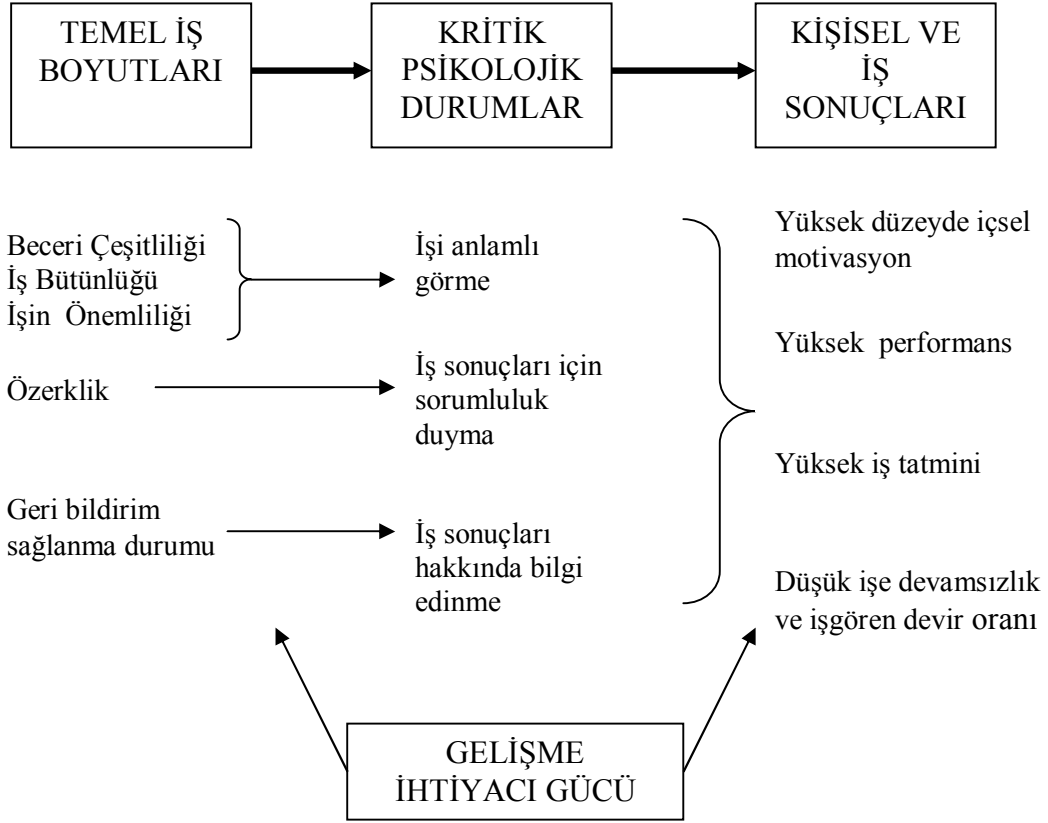 TEMEL İŞ
BOYUTLARI
KRİTİK
PSİKOLOJİK
DURUMLAR
KİŞİSEL VE
İŞ
SONUÇLARI
Beceri Çeşitliliği
İş Bütünlüğü
İşin Önemliliği
İşi anlamlı
görme
Yüksek düzeyde içsel
motivasyon
Yüksek performans
Özerklik
İş sonuçları için
sorumluluk
duyma
Yüksek iş tatmini
Geri bildirim
sağlanma durumu
İş sonuçları
hakkında bilgi
edinme
Düşük işe devamsızlık
ve işgören devir oranı
GELİŞME
İHTİYACI GÜCÜ